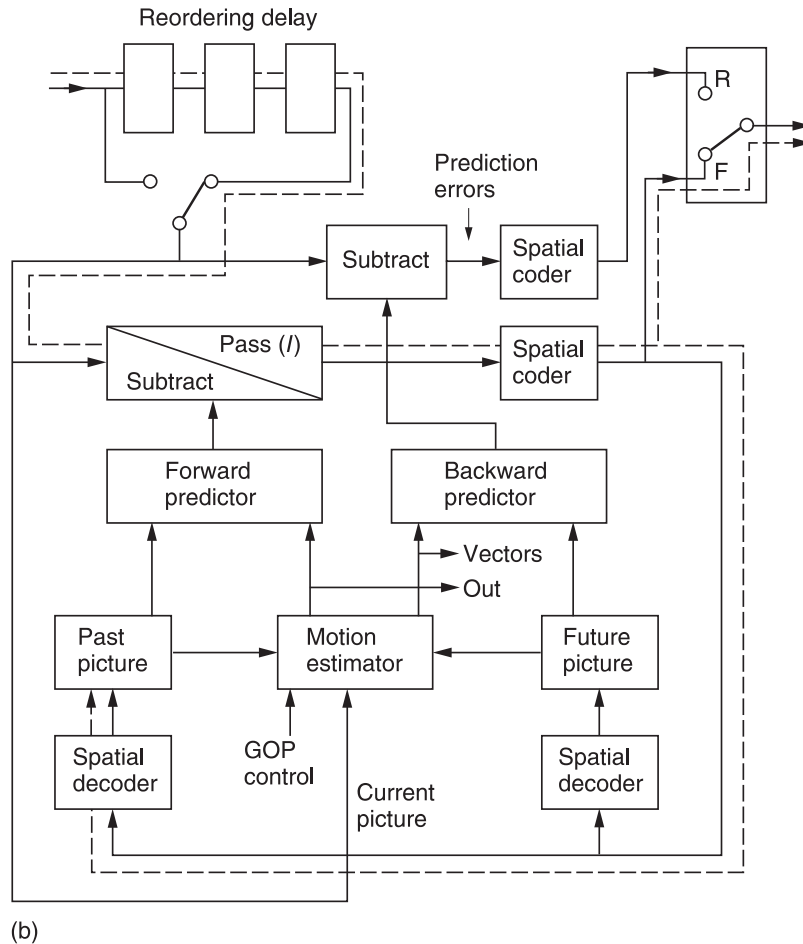 Reordering delay
R
F
Prediction
errors
Subtract
Spatial
coder
Pass (I)
Subtract
Spatial
coder
Forward
predictor
Backward
predictor
Vectors
Out
Past
picture
Motion
estimator
Future
picture
GOP
control
Spatial
decoder
Spatial
decoder
Current
picture
(b)